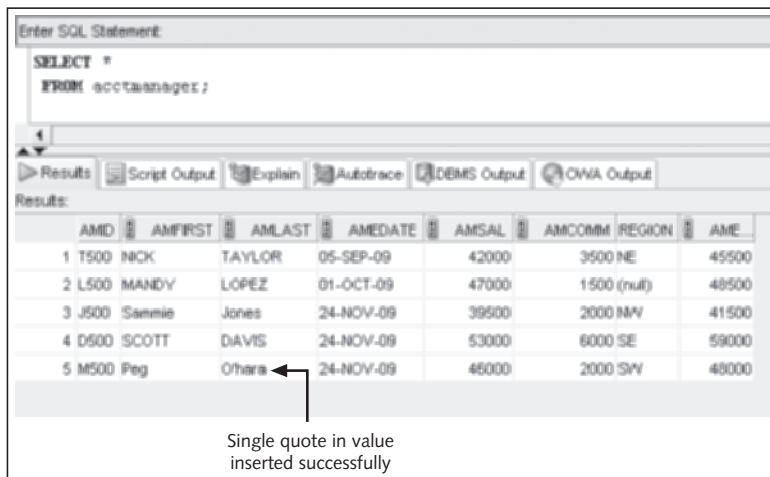 Enter SQL Statement:
SELECT *
FROM acctmanager;
Results Script Output Explain Autotrace DBMS Output OWA Output
Results:
AMID AMFIRST AMLAST AMEDATE AMSAL AMCOMM REGION AME...
1 T500 NICK TAYLOR 05-SEP-09 42000 3500 NE 45500
2 L500 MANDY LOPEZ 01-OCT-09 47000 1500 (null) 48500
3 J500 Sammie Jones 24-NOV-09 39500 2000 NW 41500
4 D500 SCOTT DAVIS 24-NOV-09 53000 6000 SE 59000
5 M500 Peg O'hara 24-NOV-09 46000 2000 SW 48000
Single quote in value
inserted successfully